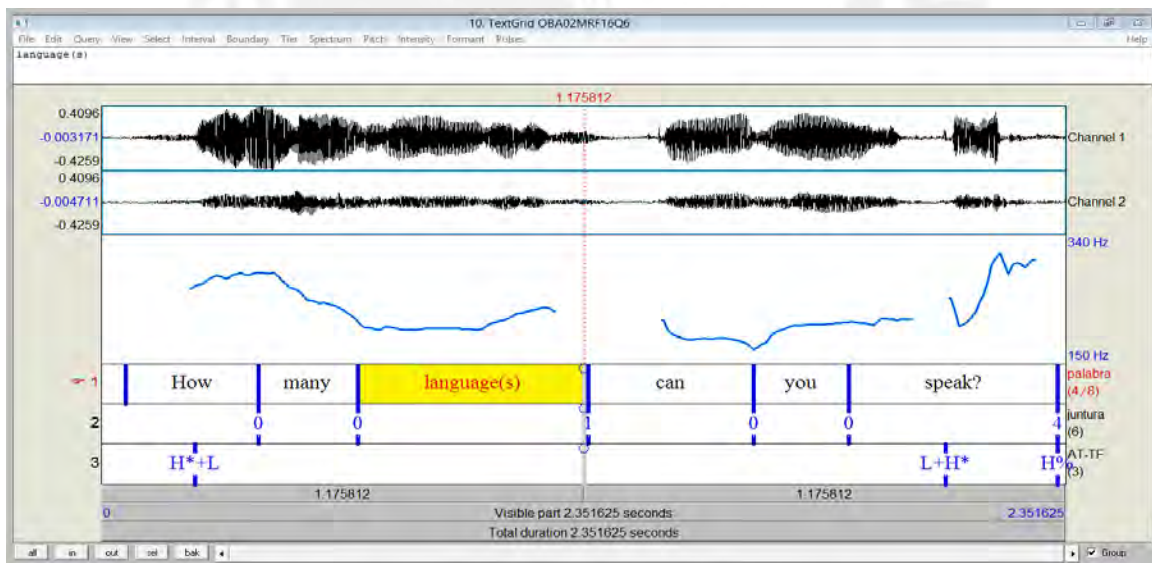 10. TextGrid OBA02MRF16Q6
File Edit Query View Select Interval Boundary Tier Spectrum Pitch Intensity Formant Pulses Help
language(s)
1.175812
0.4096
-0.003171 Channel 1
-0.4259
0.4096
-0.004711 Channel 2
-0.4259
340 Hz
150 Hz
1 How many language(s) can you speak? palabra (4/8)
2 0 0 1 0 0 4 juntura (6)
3 H*+L L+H* H% AT-TF (3)
1.175812 1.175812
0 Visible part 2.351625 seconds 2.351625
Total duration 2.351625 seconds
all in out sel bak Group